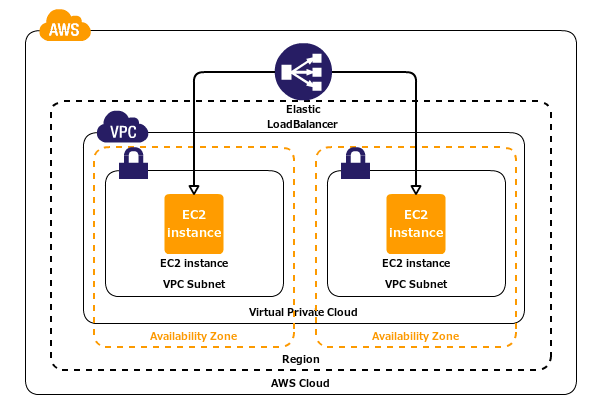 AWS
Elastic
LoadBalancer
VPC
EC2
instance
EC2
instance
EC2 instance
EC2 instance
VPC Subnet
VPC Subnet
Virtual Private Cloud
Availability Zone
Availability Zone
Region
AWS Cloud